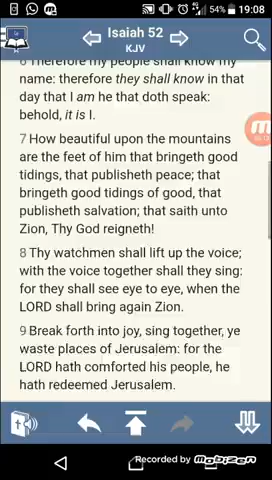 54% 19:08
Isaiah 52
KJV
6 Therefore my people shall know my
name: therefore they shall know in that
day that I am he that doth speak:
behold, it is I.
7 How beautiful upon the mountains
are the feet of him that bringeth good
tidings, that publisheth peace; that
bringeth good tidings of good, that
publisheth salvation; that saith unto
Zion, Thy God reigneth!
8 Thy watchmen shall lift up the voice;
with the voice together shall they sing:
for they shall see eye to eye, when the
LORD shall bring again Zion.
9 Break forth into joy, sing together, ye
waste places of Jerusalem: for the
LORD hath comforted his people, he
hath redeemed Jerusalem.
Recorded by mobizen